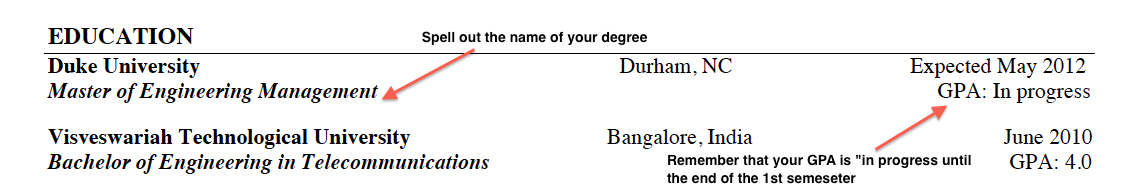 EDUCATION
Spell out the name of your degree
Duke University Durham, NC Expected May 2012
Master of Engineering Management GPA: In progress
Visveswariah Technological University Bangalore, India June 2010
Bachelor of Engineering in Telecommunications GPA: 4.0
Remember that your GPA is "in progress until
the end of the 1st semeseter